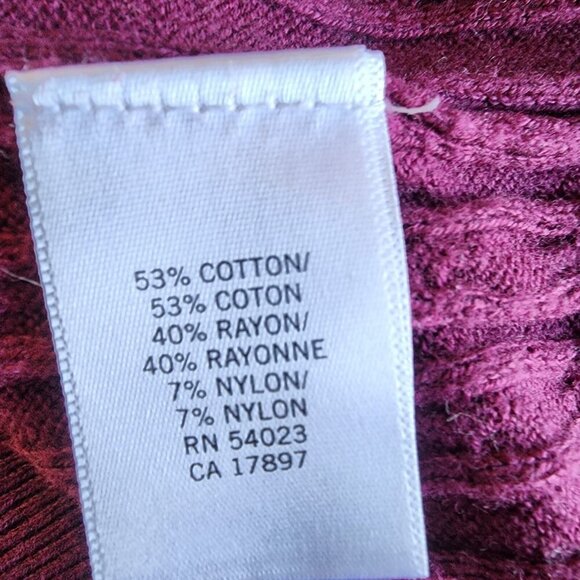 53% COTTON/
53% COTON
40% RAYON/
40% RAYONNE
7% NYLON/
7% NYLON
RN 54023
CA 17897